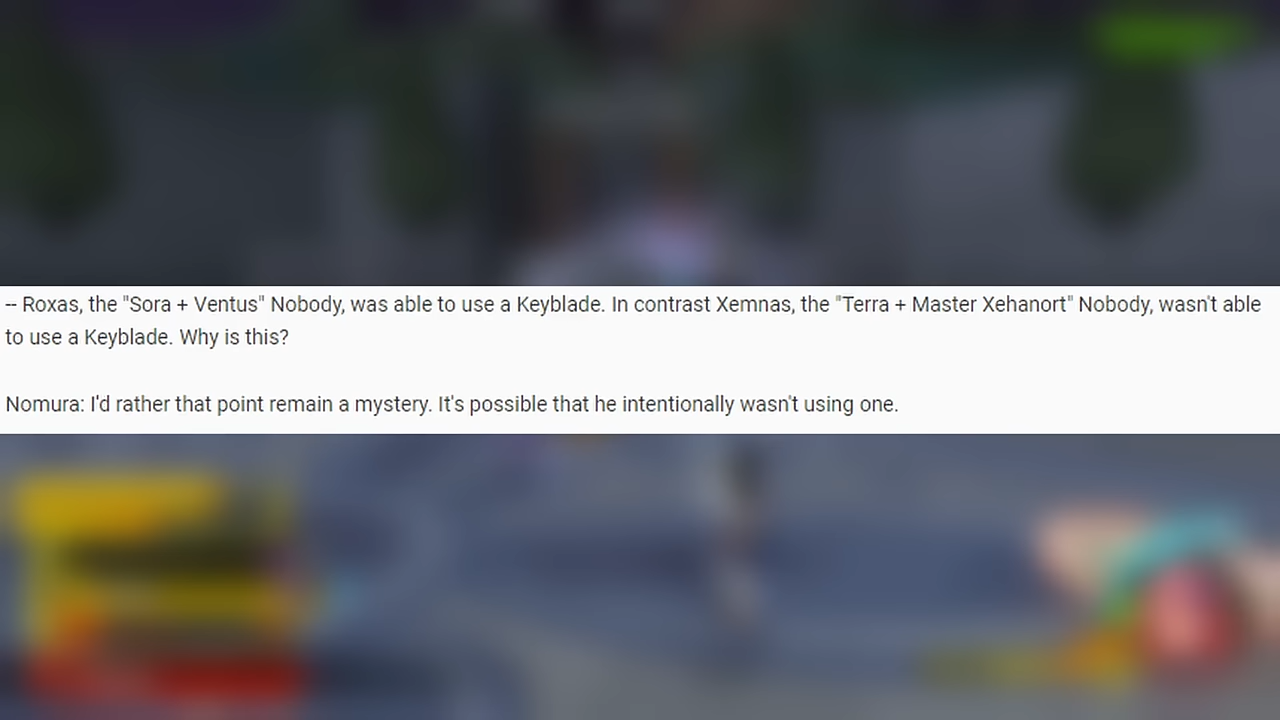 -- Roxas, the "Sora + Ventus" Nobody, was able to use a Keyblade. In contrast Xemnas, the "Terra + Master Xehanort" Nobody, wasn't able
to use a Keyblade. Why is this?
Nomura: I'd rather that point remain a mystery. It's possible that he intentionally wasn't using one.